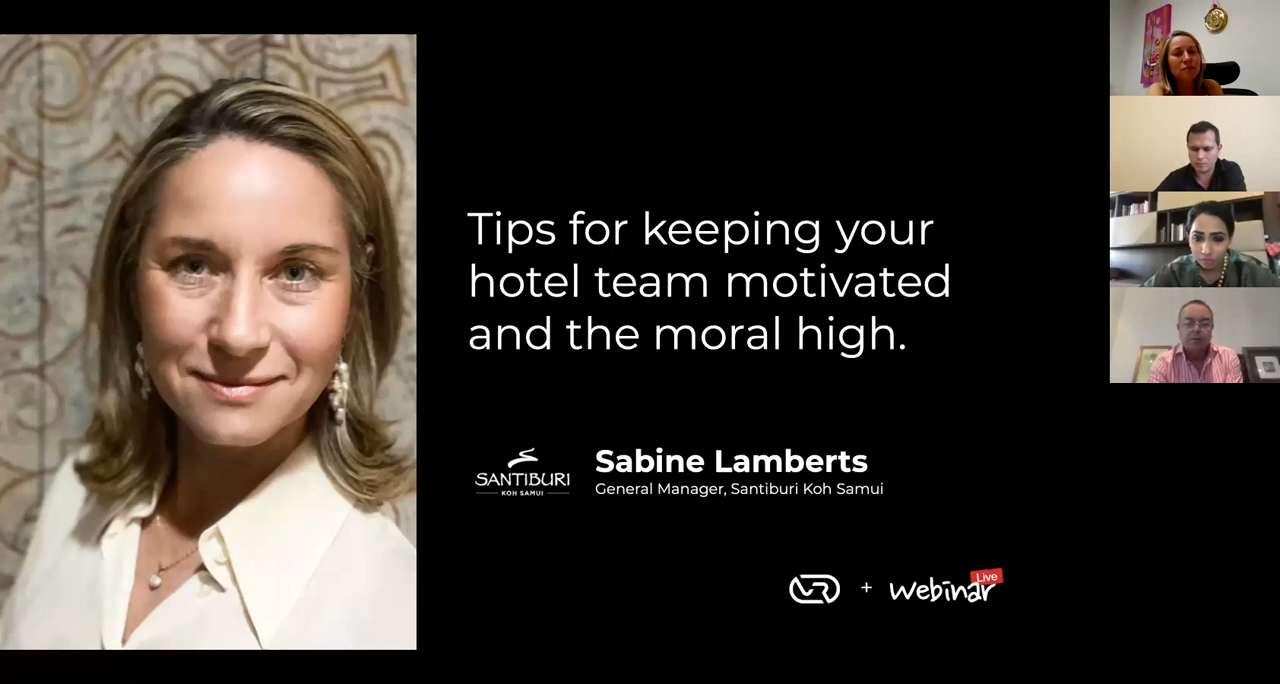 Tips for keeping your
hotel team motivated
and the moral high.
SANTIBURI
KOH SAMUI
Sabine Lamberts
General Manager, Santiburi Koh Samui
VR + webinar Live